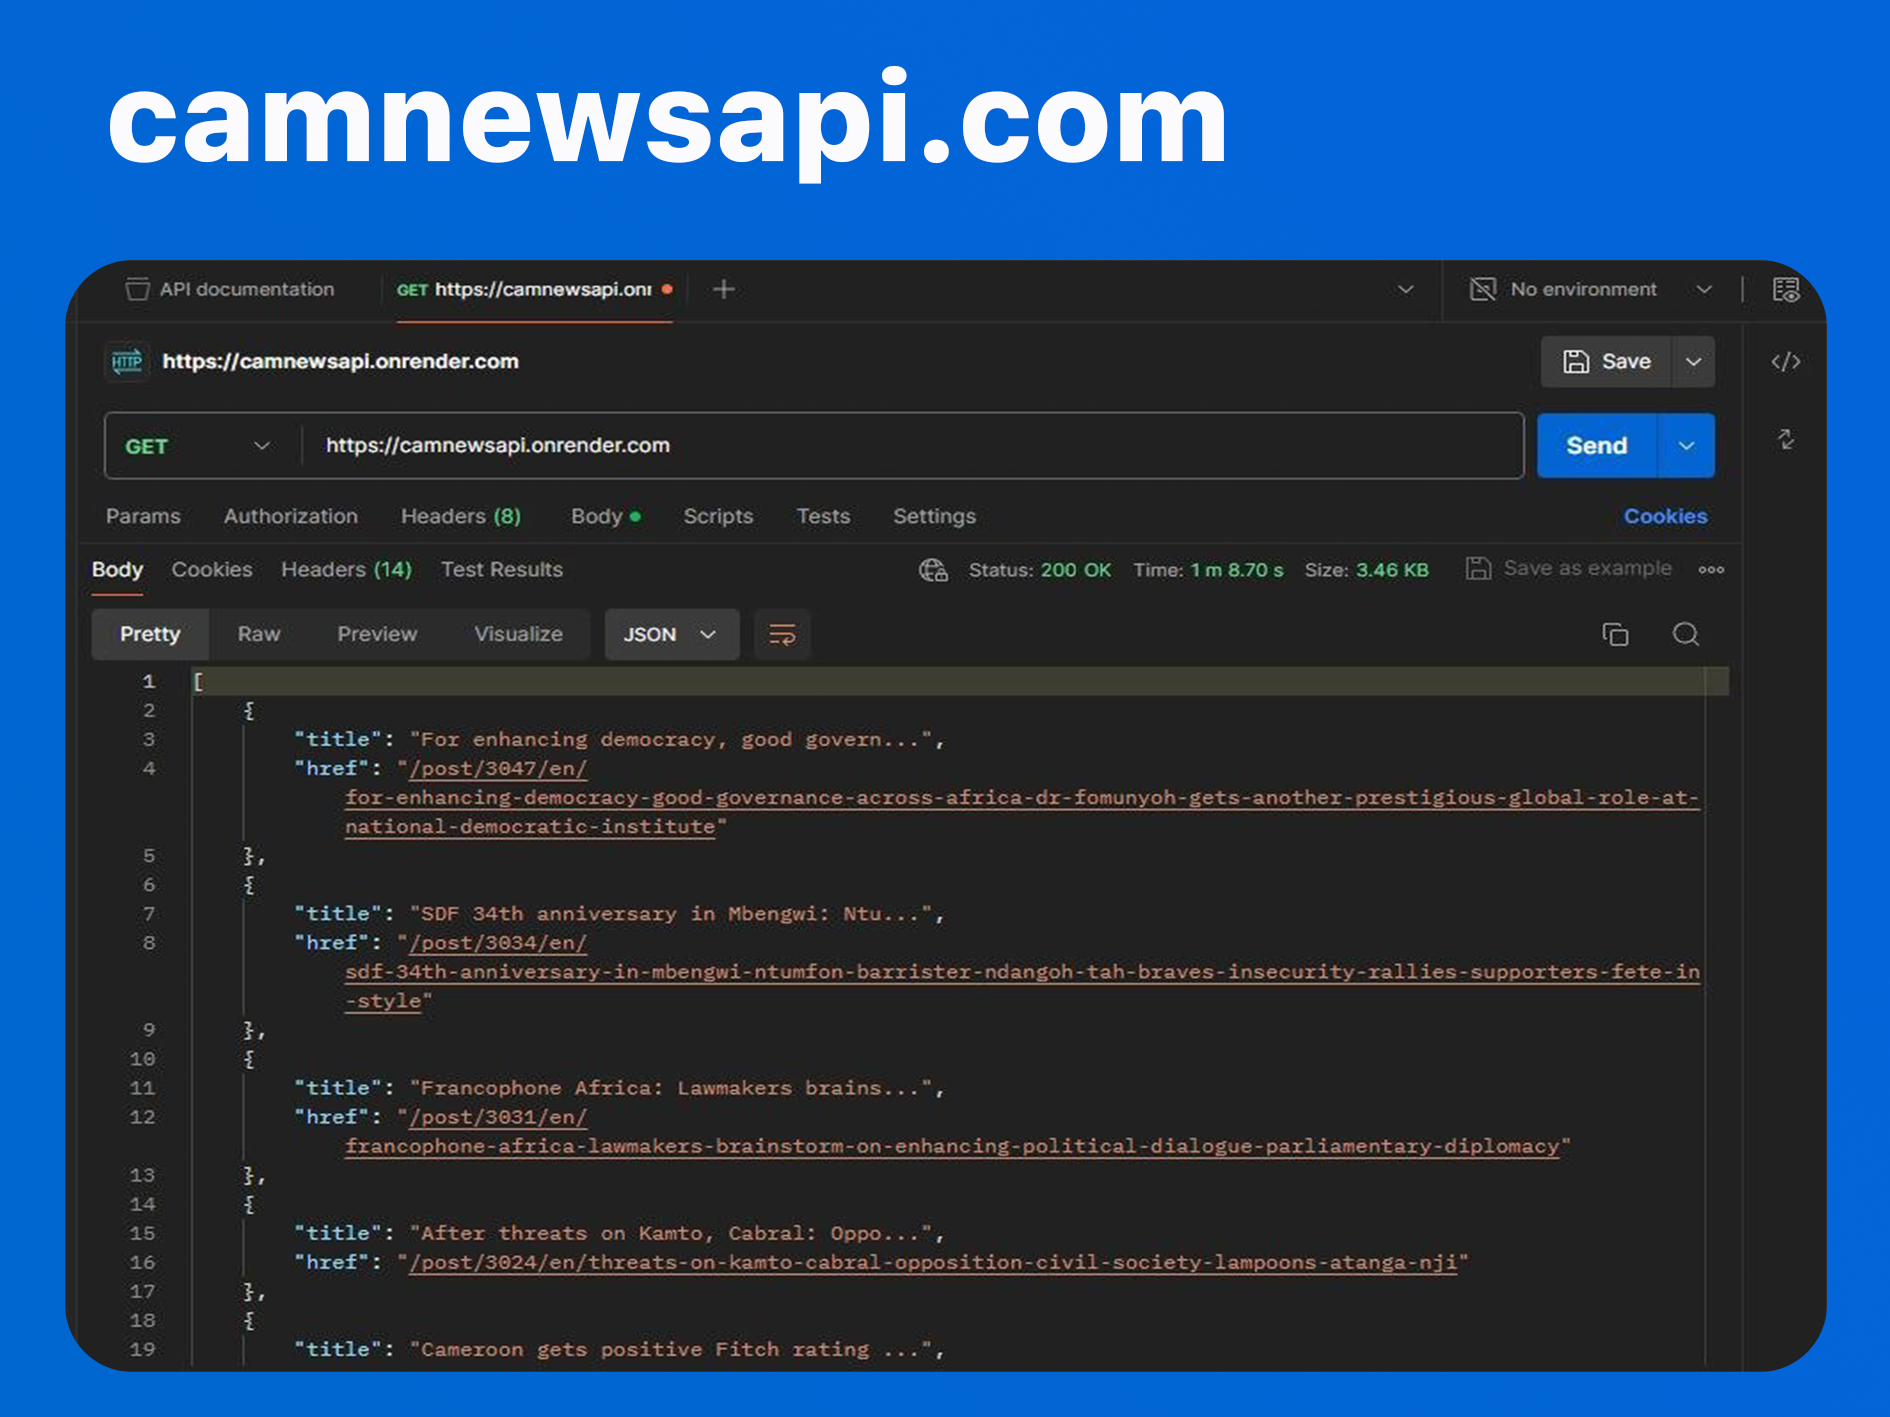 camnewsapi.com
API documentation
GET https://camnewsapi.onr
No environment
HTTP
https://camnewsapi.onrender.com
Save
GET
https://camnewsapi.onrender.com
Send
Params Authorization Headers (8) Body Scripts Tests Settings Cookies
Body Cookies Headers (14) Test Results Status: 200 OK Time: 1 m 8.70 s Size: 3.46 KB Save as example
Pretty Raw Preview Visualize JSON
1 [
2 {
3 "title": "For enhancing democracy, good govern...",
4 "href": "/post/3047/en/
for-enhancing-democracy-good-governance-across-africa-dr-fomunyoh-gets-another-prestigious-global-role-at-
national-democratic-institute"
5 },
6 {
7 "title": "SDF 34th anniversary in Mbengwi: Ntu...",
8 "href": "/post/3034/en/
sdf-34th-anniversary-in-mbengwi-ntumfon-barrister-ndangoh-tah-braves-insecurity-rallies-supporters-fete-in
-style"
9 },
10 {
11 "title": "Francophone Africa: Lawmakers brains...",
12 "href": "/post/3031/en/
francophone-africa-lawmakers-brainstorm-on-enhancing-political-dialogue-parliamentary-diplomacy"
13 },
14 {
15 "title": "After threats on Kamto, Cabral: Oppo...",
16 "href": "/post/3024/en/threats-on-kamto-cabral-opposition-civil-society-lampoons-atanga-nji"
17 },
18 {
19 "title": "Cameroon gets positive Fitch rating ...",